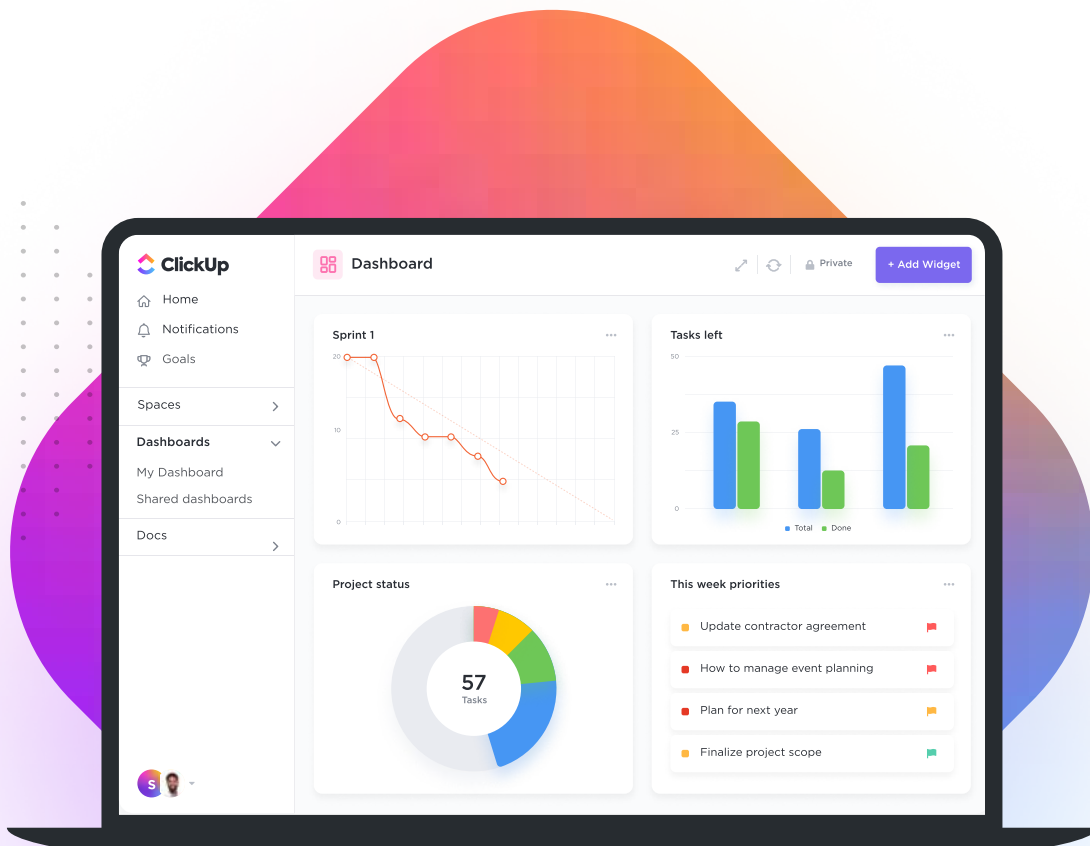 ClickUp
Home
Notifications
Goals
Spaces
Dashboards
My Dashboard
Shared dashboards
Docs
S
Dashboard
Private
+ Add Widget
Sprint 1
20
10
0
Tasks left
50
25
0
Total
Done
Project status
57
Tasks
This week priorities
Update contractor agreement
How to manage event planning
Plan for next year
Finalize project scope